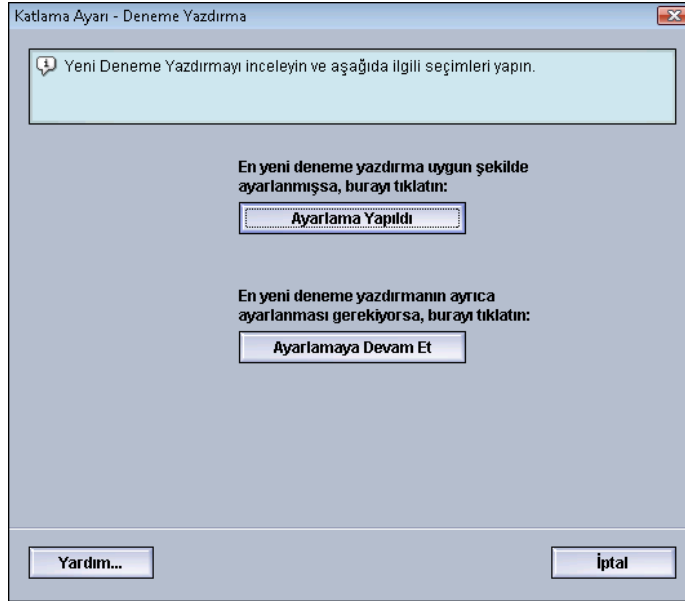 Katlama Ayarı - Deneme Yazdırma
Yeni Deneme Yazdırmayı inceleyin ve aşağıda ilgili seçimleri yapın.
En yeni deneme yazdırma uygun şekilde
ayarlanmışsa, burayı tıklatın:
Ayarlama Yapıldı
En yeni deneme yazdırmanın ayrıca
ayarlanması gerekiyorsa, burayı tıklatın:
Ayarlamaya Devam Et
Yardım...
İptal